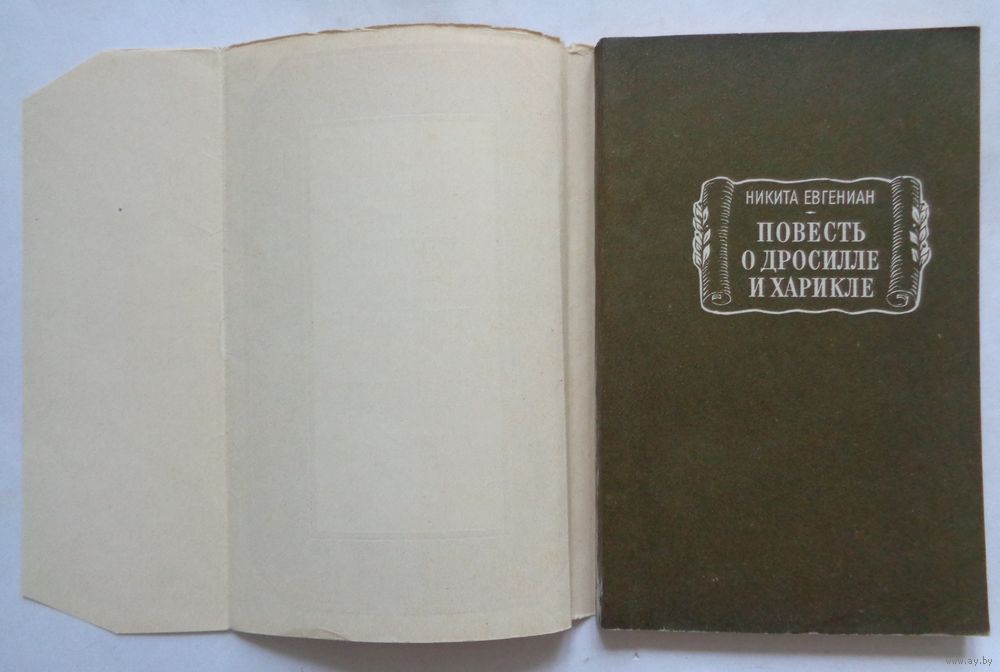 НИКИТА ЕВГЕНИАН
ПОВЕСТЬ
О ДРОСИЛЛЕ
И ХАРИКЛЕ
www.ay.by